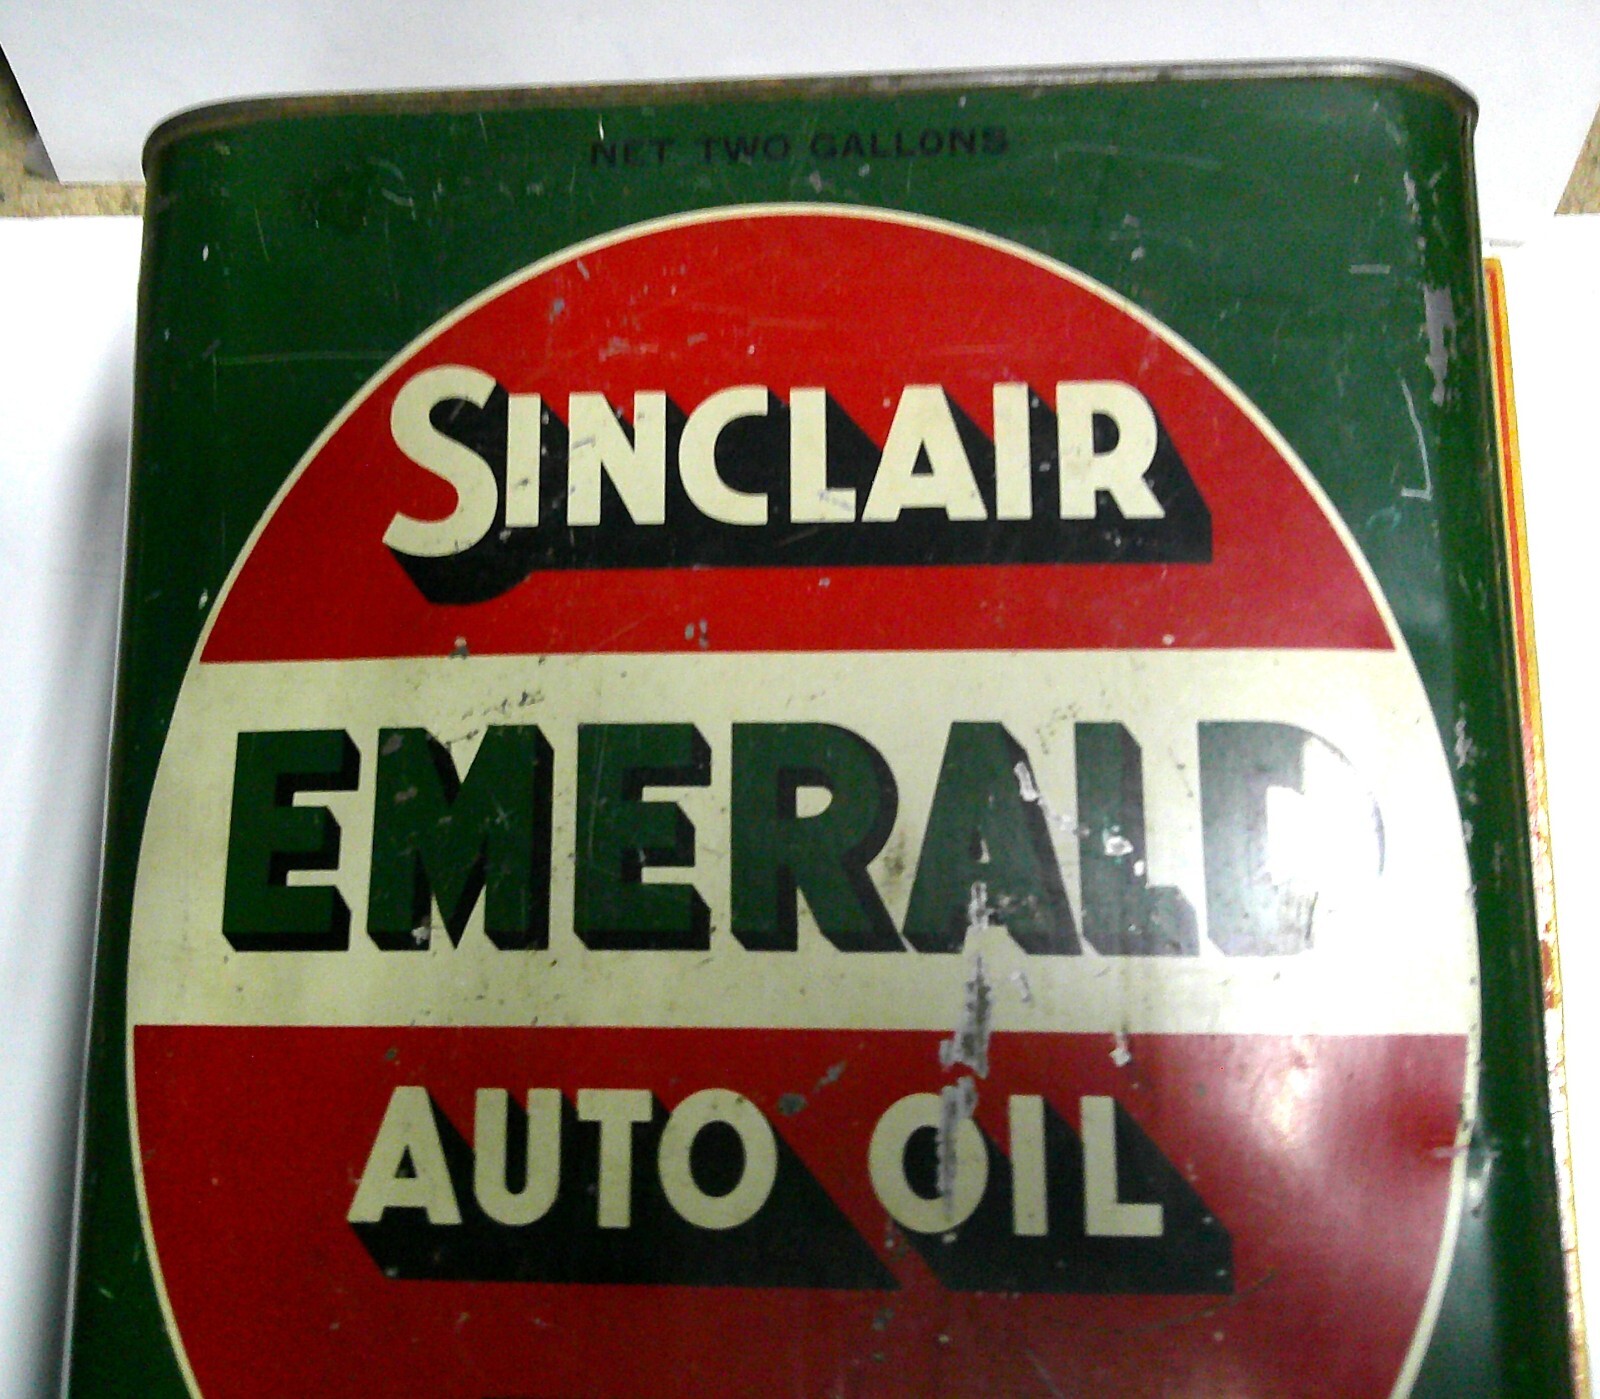 NET TWO GALLONS
SINCLAIR
EMERALD
AUTO OIL